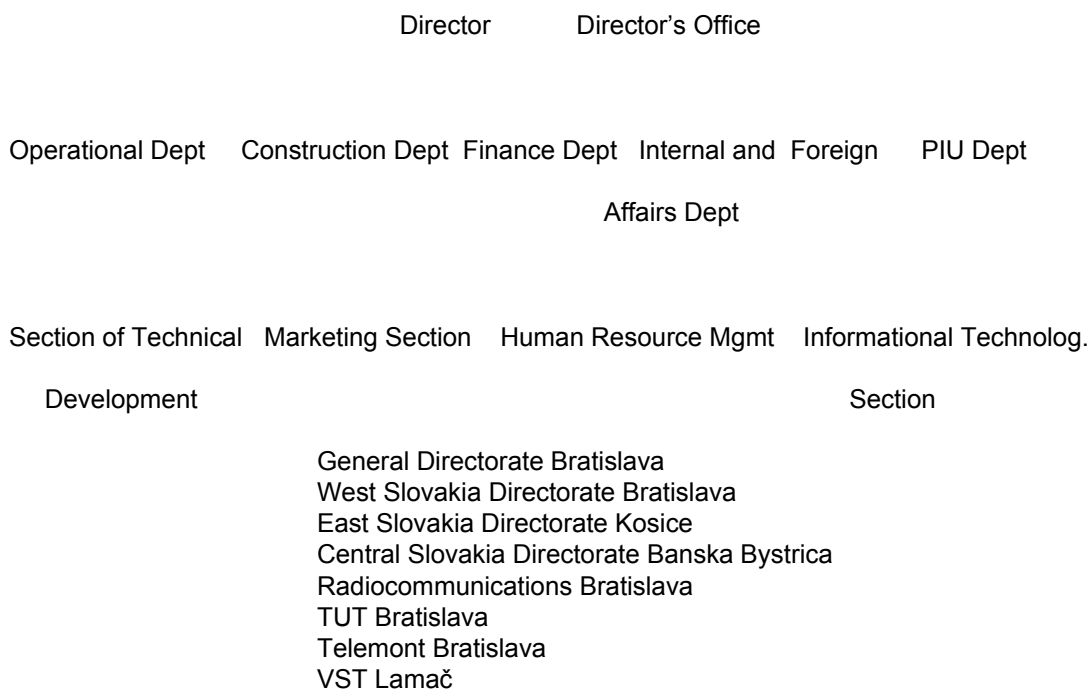 Director Director’s Office
Operational Dept Construction Dept Finance Dept Internal and Foreign PIU Dept
Affairs Dept
Section of Technical Marketing Section Human Resource Mgmt Informational Technolog.
Development Section
General Directorate Bratislava
West Slovakia Directorate Bratislava
East Slovakia Directorate Kosice
Central Slovakia Directorate Banska Bystrica
Radiocommunications Bratislava
TUT Bratislava
Telemont Bratislava
VST Lamač